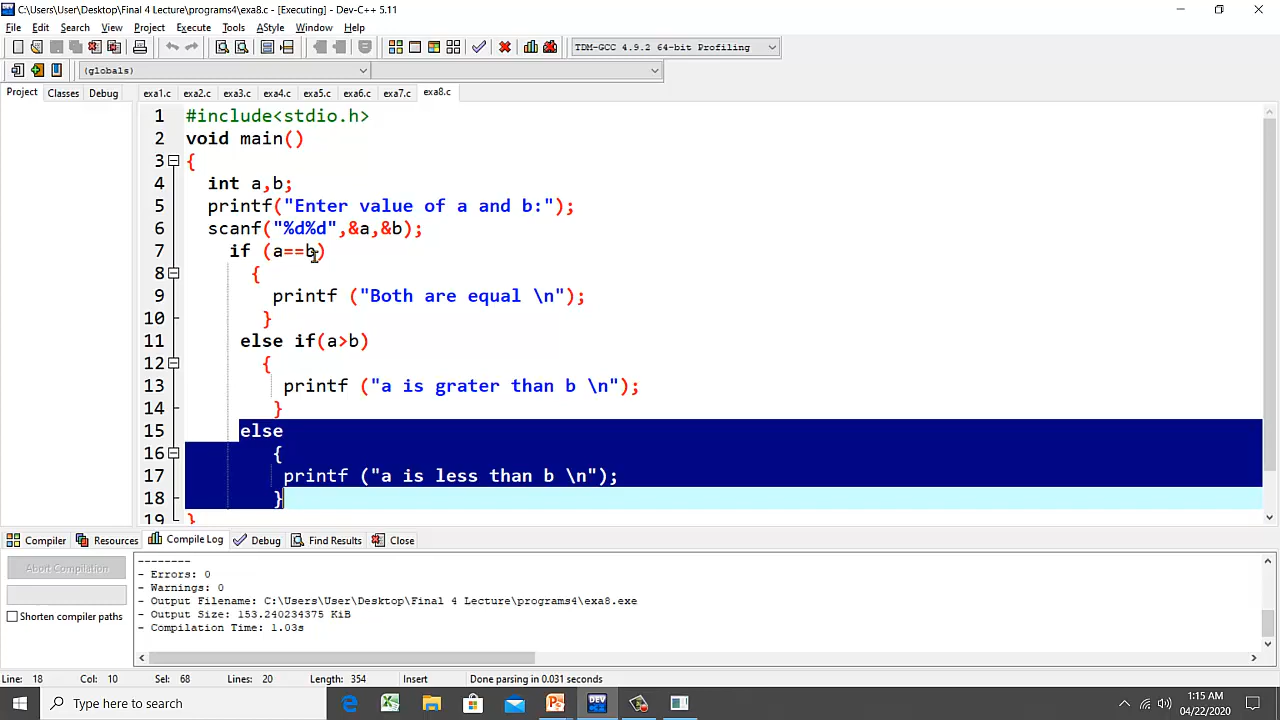 C:\Users\User\Desktop\Final 4 Lecture\programs4\exa8.c - [Executing] - Dev-C++ 5.11
File Edit Search View Project Execute Tools AStyle Window Help
TDM-GCC 4.9.2 64-bit Profiling
(globals)
Project Classes Debug exa1.c exa2.c exa3.c exa4.c exa5.c exa6.c exa7.c exa8.c
1 #include<stdio.h>
2 void main()
3 {
4 int a,b;
5 printf("Enter value of a and b:");
6 scanf("%d%d",&a,&b);
7 if (a==b)
8 {
9 printf ("Both are equal \n");
10 }
11 else if(a>b)
12 {
13 printf ("a is grater than b \n");
14 }
15 else
16 {
17 printf ("a is less than b \n");
18 }
19 }
Compiler Resources Compile Log Debug Find Results Close
Abort Compilation
Shorten compiler paths
--------
- Errors: 0
- Warnings: 0
- Output Filename: C:\Users\User\Desktop\Final 4 Lecture\programs4\exa8.exe
- Output Size: 153.240234375 KiB
- Compilation Time: 1.03s
Line: 18 Col: 10 Sel: 68 Lines: 20 Length: 354 Insert Done parsing in 0.031 seconds
Type here to search
DEV
1:15 AM
04/22/2020